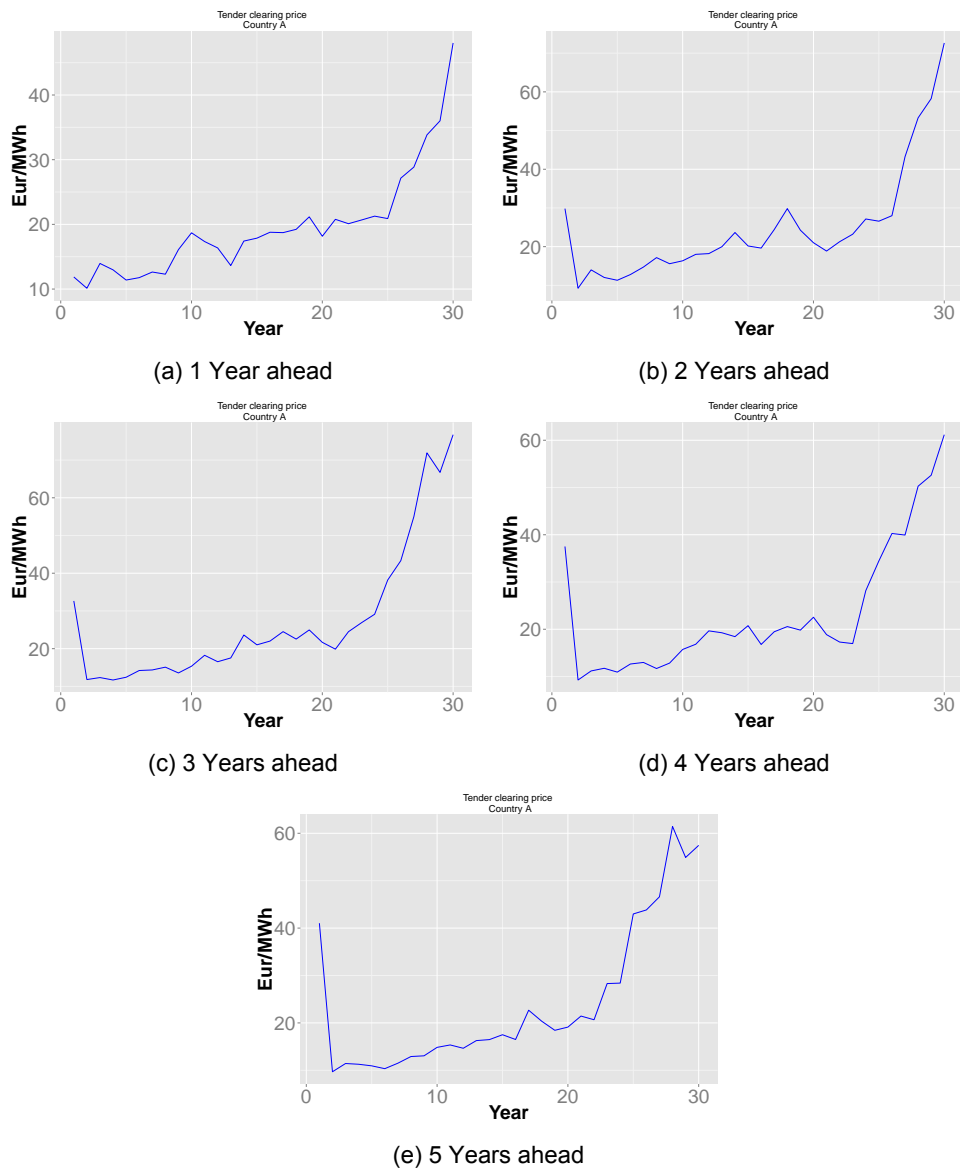 Tender clearing price
Country A
Eur/MWh
40
30
20
10
0
10
20
30
Year
(a) 1 Year ahead
Tender clearing price
Country A
Eur/MWh
60
40
20
0
10
20
30
Year
(b) 2 Years ahead
Tender clearing price
Country A
Eur/MWh
60
40
20
0
10
20
30
Year
(c) 3 Years ahead
Tender clearing price
Country A
Eur/MWh
60
40
20
0
10
20
30
Year
(d) 4 Years ahead
Tender clearing price
Country A
Eur/MWh
60
40
20
0
10
20
30
Year
(e) 5 Years ahead